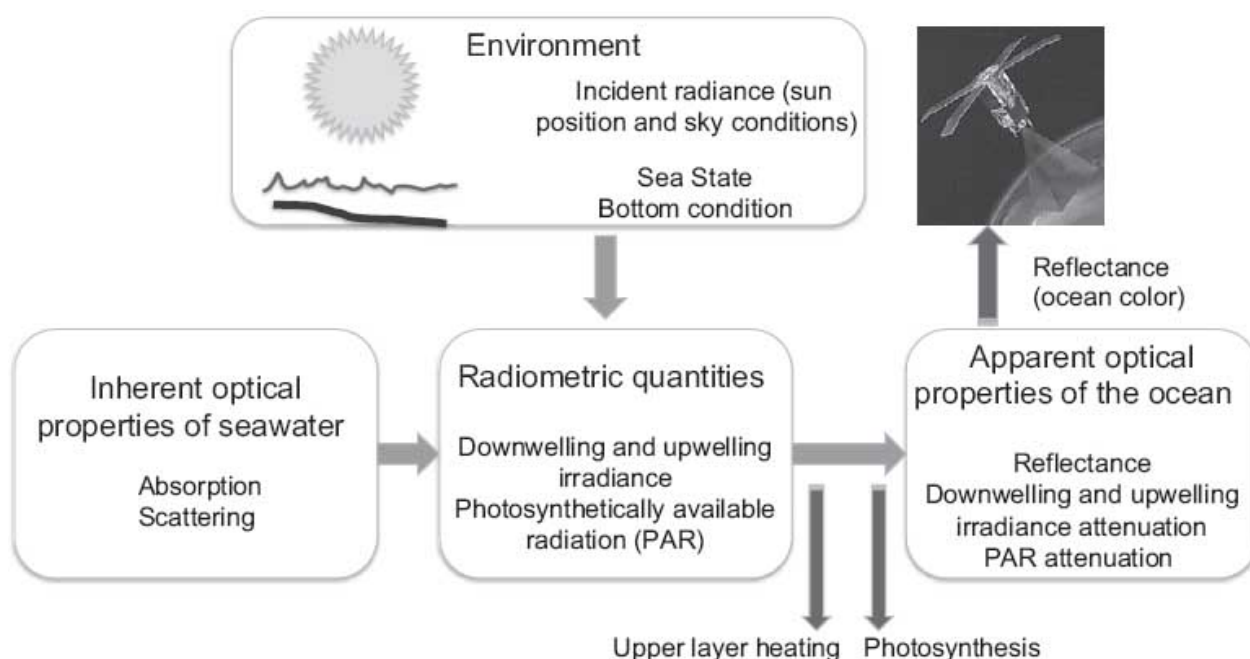 Environment
Incident radiance (sun
position and sky conditions)
Sea State
Bottom condition
Reflectance
(ocean color)
Inherent optical
properties of seawater
Absorption
Scattering
Radiometric quantities
Downwelling and upwelling
irradiance
Photosynthetically available
radiation (PAR)
Apparent optical
properties of the ocean
Reflectance
Downwelling and upwelling
irradiance attenuation
PAR attenuation
Upper layer heating
Photosynthesis